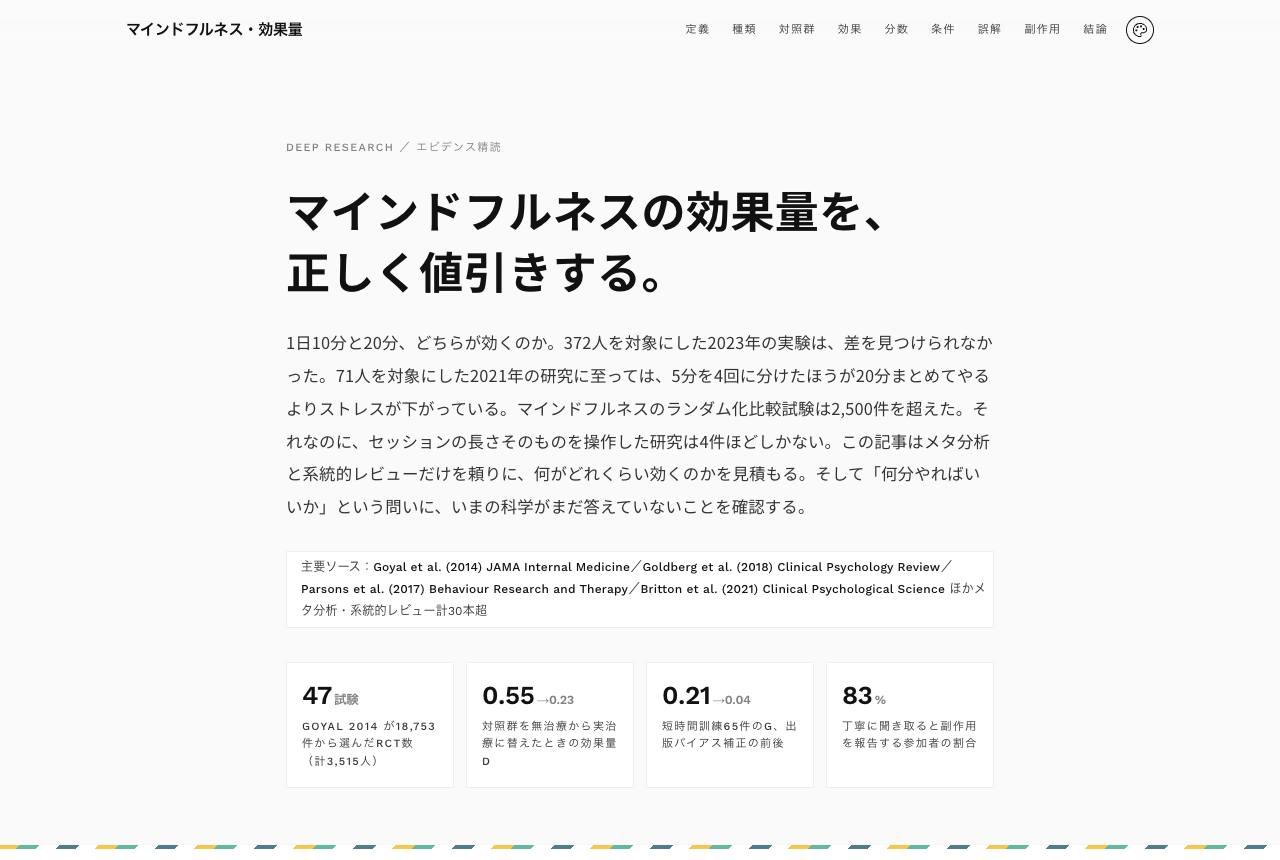 マインドフルネス・効果量
定義 種類 対照群 効果 分数 条件 誤解 副作用 結論
DEEP RESEARCH ／ エビデンス精読
マインドフルネスの効果量を、
正しく値引きする。
1日10分と20分、どちらが効くのか。372人を対象にした2023年の実験は、差を見つけられなか
った。71人を対象にした2021年の研究に至っては、5分を4回に分けたほうが20分まとめてやる
よりストレスが下がっている。マインドフルネスのランダム化比較試験は2,500件を超えた。そ
れなのに、セッションの長さそのものを操作した研究は4件ほどしかない。この記事はメタ分析
と系統的レビューだけを頼りに、何がどれくらい効くのかを見積もる。そして「何分やればい
いか」という問いに、いまの科学がまだ答えていないことを確認する。
主要ソース：Goyal et al. (2014) JAMA Internal Medicine／Goldberg et al. (2018) Clinical Psychology Review／
Parsons et al. (2017) Behaviour Research and Therapy／Britton et al. (2021) Clinical Psychological Science ほかメ
タ分析・系統的レビュー計30本超
47試験
GOYAL 2014 が18,753
件から選んだRCT数
（計3,515人）
0.55→0.23
対照群を無治療から実治
療に替えたときの効果量
D
0.21→0.04
短時間訓練65件のG、出
版バイアス補正の前後
83%
丁寧に聞き取ると副作用
を報告する参加者の割合